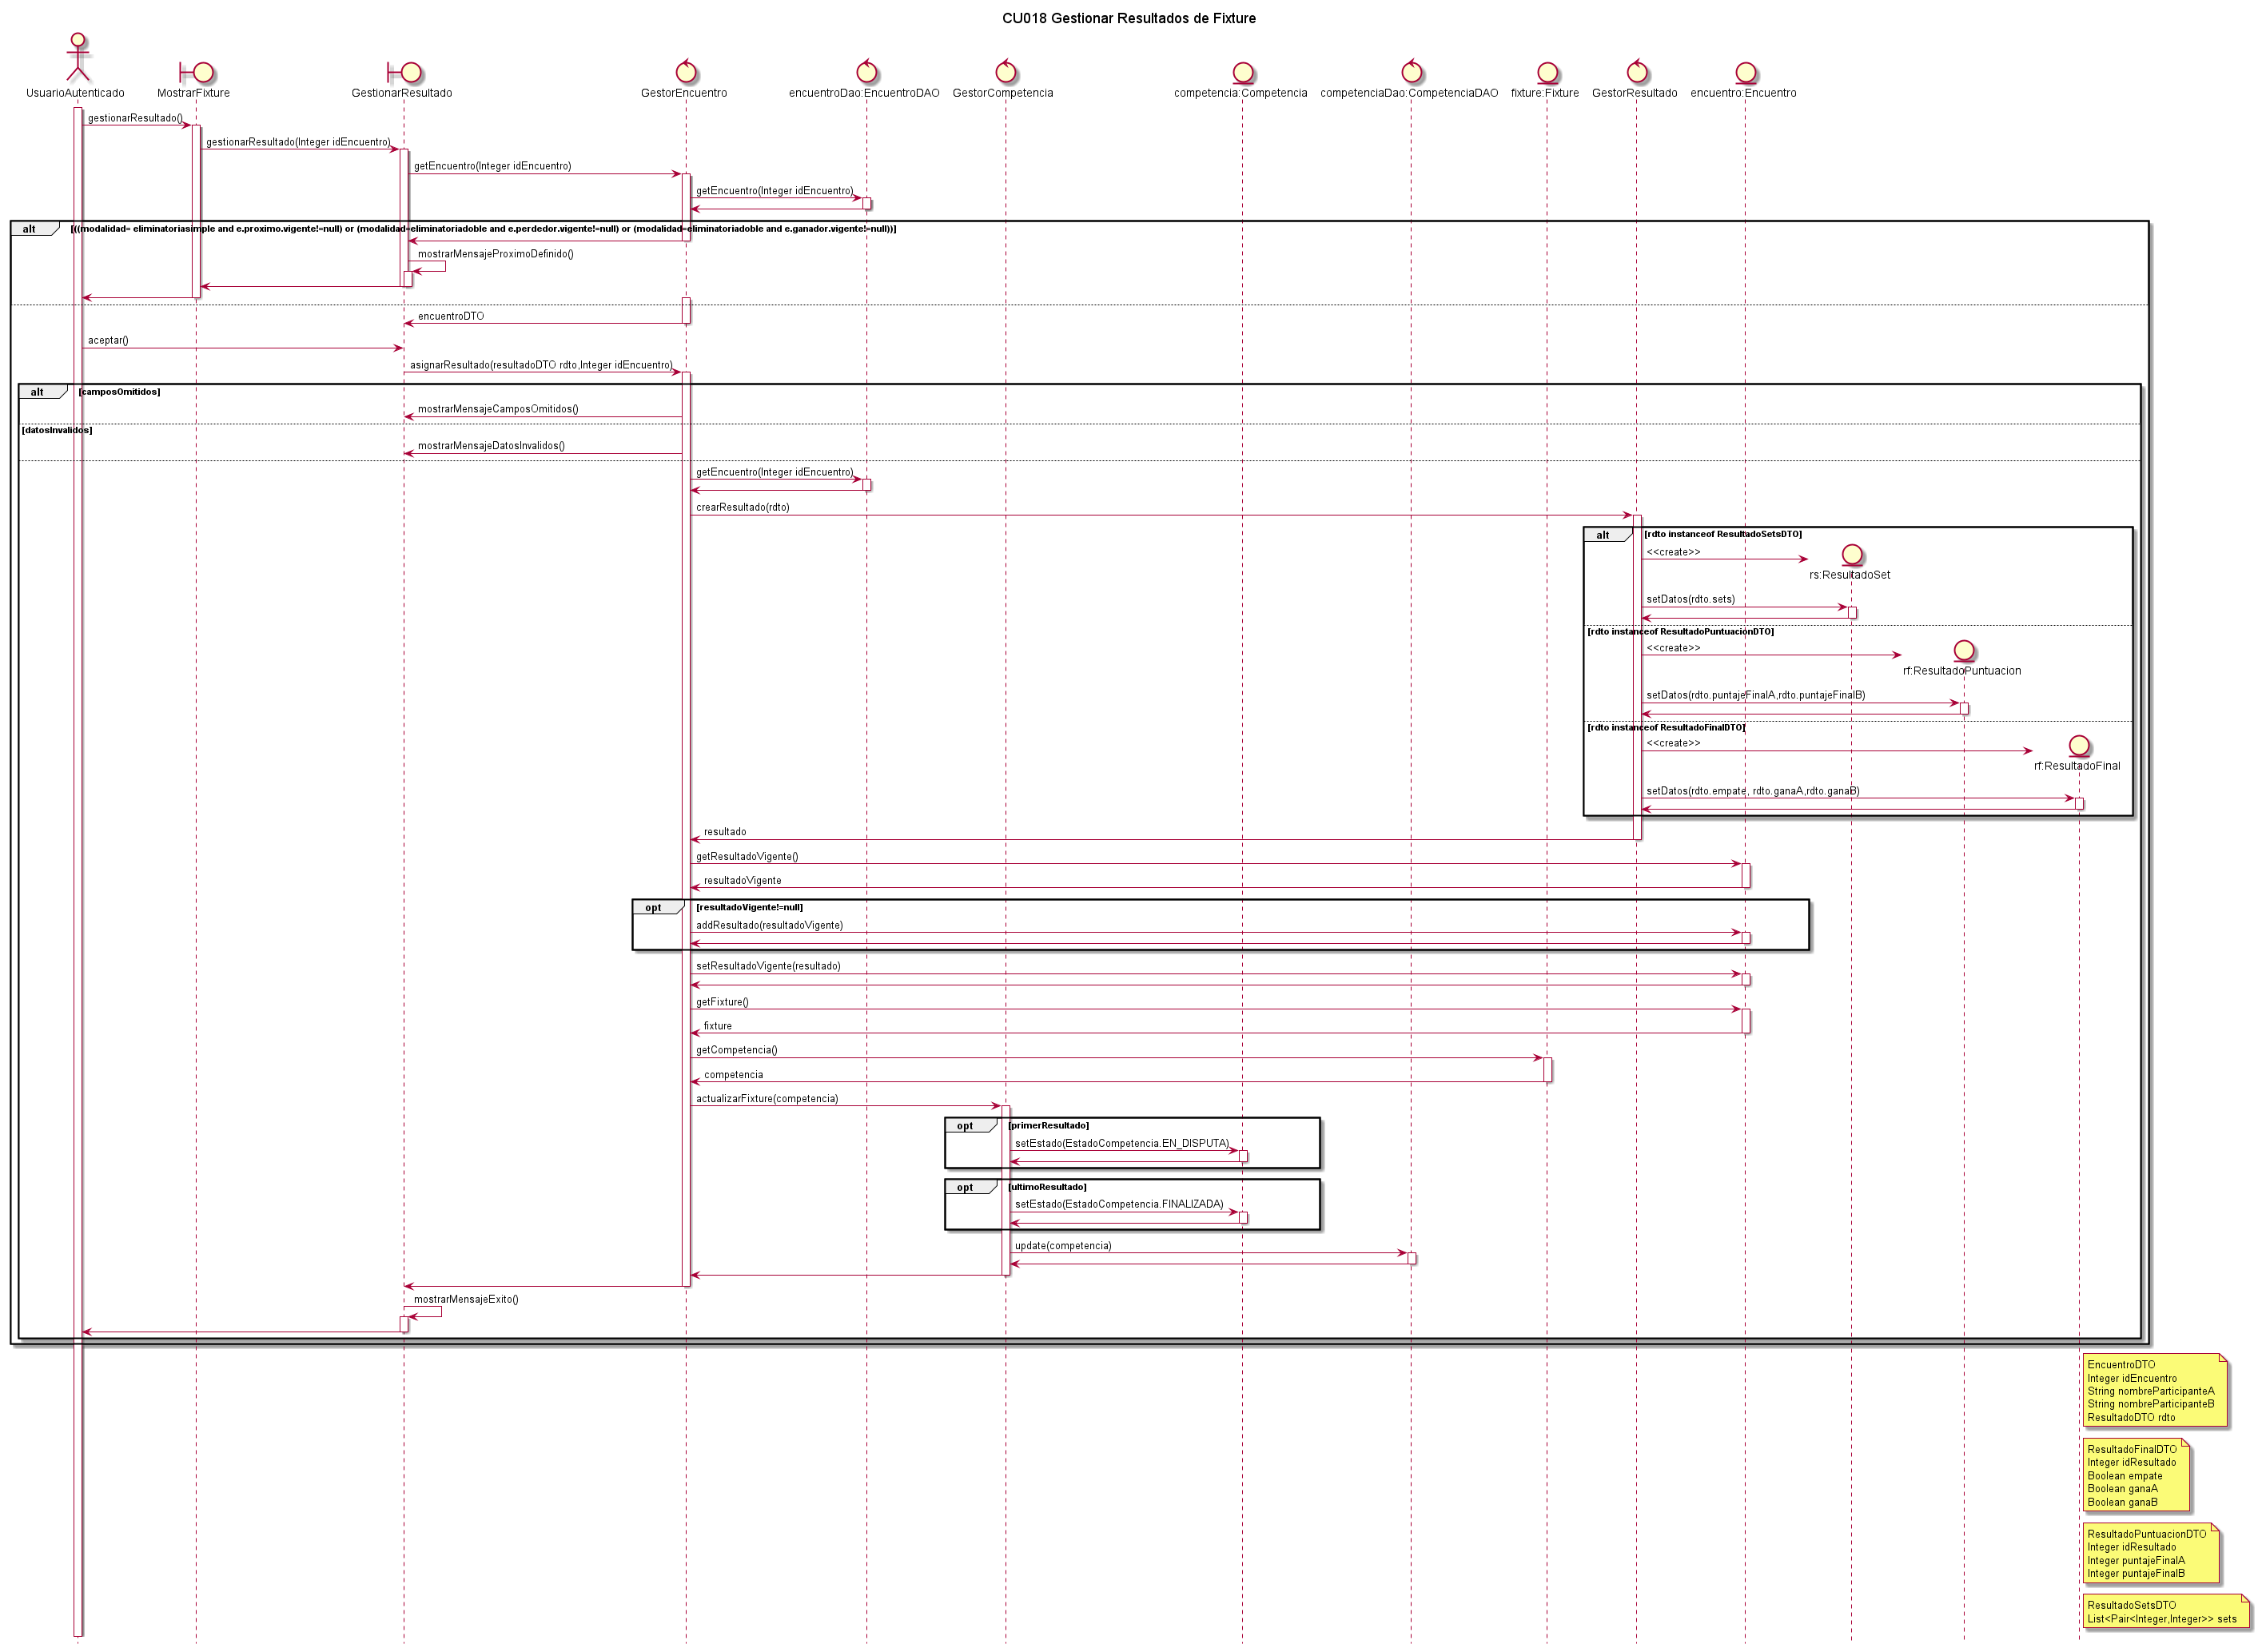 CU018 Gestionar Resultados de Fixture
UsuarioAutenticado
MostrarFixture
GestionarResultado
GestorEncuentro
encuentroDao:EncuentroDAO
GestorCompetencia
competencia:Competencia
competenciaDao:CompetenciaDAO
fixture:Fixture
GestorResultado
encuentro:Encuentro
gestionarResultado()
gestionarResultado(Integer idEncuentro)
getEncuentro(Integer idEncuentro)
getEncuentro(Integer idEncuentro)
alt
[((modalidad= eliminatoriasimple and e.proximo.vigente!=null) or (modalidad=eliminatoriadoble and e.perdedor.vigente!=null) or (modalidad=eliminatoriadoble and e.ganador.vigente!=null))]
mostrarMensajeProximoDefinido()
encuentroDTO
aceptar()
asignarResultado(resultadoDTO rdto,Integer idEncuentro)
alt
[camposOmitidos]
mostrarMensajeCamposOmitidos()
[datosInvalidos]
mostrarMensajeDatosInvalidos()
getEncuentro(Integer idEncuentro)
crearResultado(rdto)
alt
[rdto instanceof ResultadoSetsDTO]
<<create>>
rs:ResultadoSet
setDatos(rdto.sets)
[rdto instanceof ResultadoPuntuacionDTO]
<<create>>
rf:ResultadoPuntuacion
setDatos(rdto.puntajeFinalA,rdto.puntajeFinalB)
[rdto instanceof ResultadoFinalDTO]
<<create>>
rf:ResultadoFinal
setDatos(rdto.empate, rdto.ganaA,rdto.ganaB)
resultado
getResultadoVigente()
resultadoVigente
opt
[resultadoVigente!=null]
addResultado(resultadoVigente)
setResultadoVigente(resultado)
getFixture()
fixture
getCompetencia()
competencia
actualizarFixture(competencia)
opt
[primerResultado]
setEstado(EstadoCompetencia.EN_DISPUTA)
opt
[ultimoResultado]
setEstado(EstadoCompetencia.FINALIZADA)
update(competencia)
mostrarMensajeExito()
EncuentroDTO
Integer idEncuentro
String nombreParticipanteA
String nombreParticipanteB
ResultadoDTO rdto
ResultadoFinalDTO
Integer idResultado
Boolean empate
Boolean ganaA
Boolean ganaB
ResultadoPuntuacionDTO
Integer idResultado
Integer puntajeFinalA
Integer puntajeFinalB
ResultadoSetsDTO
List<Pair<Integer,Integer>> sets